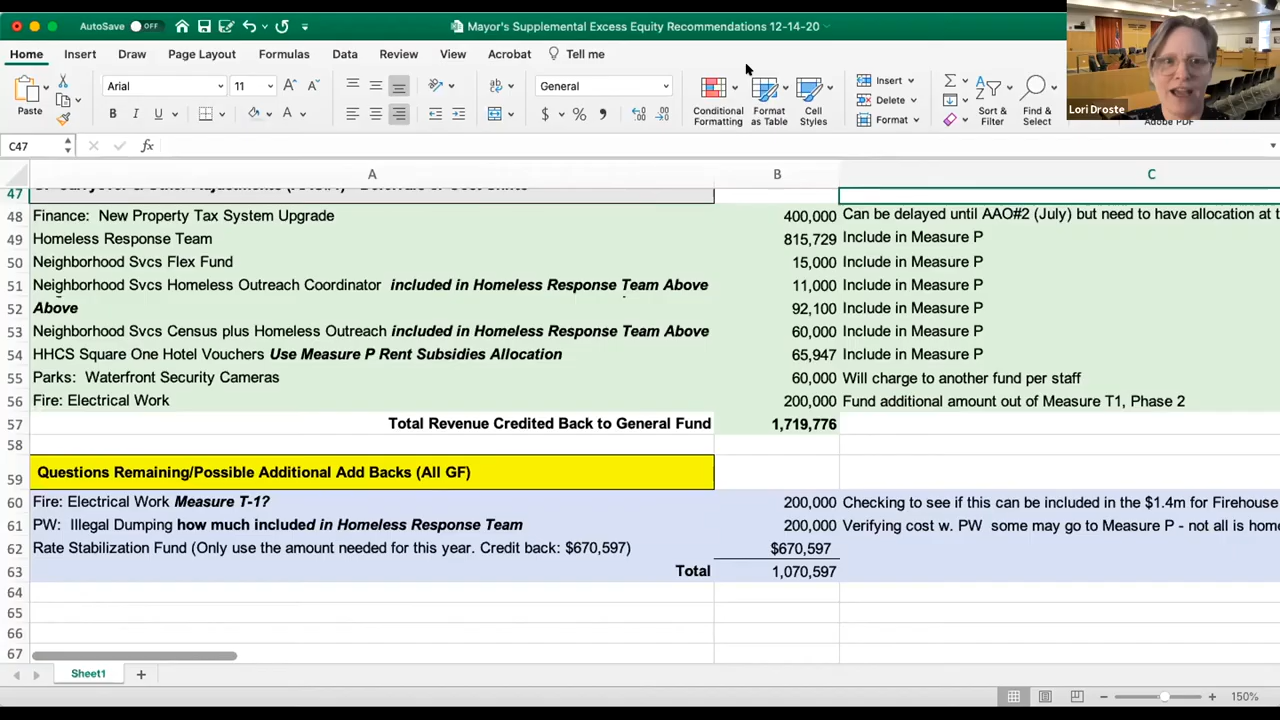 AutoSave OFF
Mayor's Supplemental Excess Equity Recommendations 12-14-20
Home Insert Draw Page Layout Formulas Data Review View Acrobat Tell me
Paste
Arial 11
B I U
General
$ % 9
Conditional Formatting
Format as Table
Cell Styles
Insert
Delete
Format
Sort & Filter
Find & Select
Lori Droste
C47 fx
A B C
47
48 Finance: New Property Tax System Upgrade 400,000 Can be delayed until AAO#2 (July) but need to have allocation at t
49 Homeless Response Team 815,729 Include in Measure P
50 Neighborhood Svcs Flex Fund 15,000 Include in Measure P
51 Neighborhood Svcs Homeless Outreach Coordinator included in Homeless Response Team Above 11,000 Include in Measure P
52 Above 92,100 Include in Measure P
53 Neighborhood Svcs Census plus Homeless Outreach included in Homeless Response Team Above 60,000 Include in Measure P
54 HHCS Square One Hotel Vouchers Use Measure P Rent Subsidies Allocation 65,947 Include in Measure P
55 Parks: Waterfront Security Cameras 60,000 Will charge to another fund per staff
56 Fire: Electrical Work 200,000 Fund additional amount out of Measure T1, Phase 2
57 Total Revenue Credited Back to General Fund 1,719,776
58
59 Questions Remaining/Possible Additional Add Backs (All GF)
60 Fire: Electrical Work Measure T-1? 200,000 Checking to see if this can be included in the $1.4m for Firehouse
61 PW: Illegal Dumping how much included in Homeless Response Team 200,000 Verifying cost w. PW some may go to Measure P - not all is home
62 Rate Stabilization Fund (Only use the amount needed for this year. Credit back: $670,597) $670,597
63 Total 1,070,597
64
65
66
67
Sheet1 +
150%